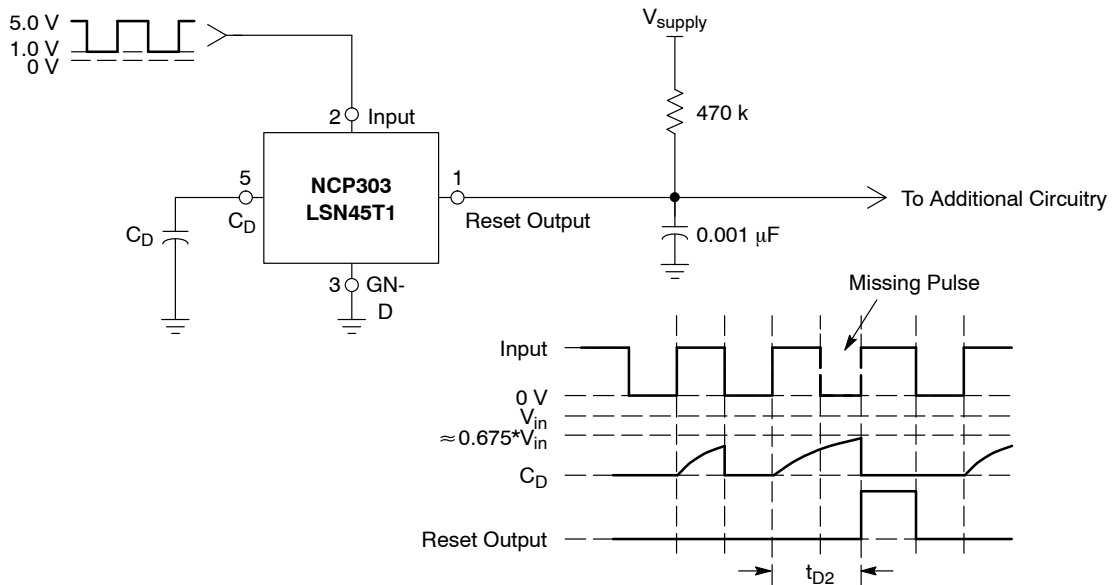 5.0 V
1.0 V
0 V
V_supply
470 k
2 Input
5
C_D
C_D
NCP303
LSN45T1
1
Reset Output
To Additional Circuitry
0.001 μF
3 GN-
D
Missing Pulse
Input
0 V
V_in
≈0.675*V_in
C_D
Reset Output
t_D2